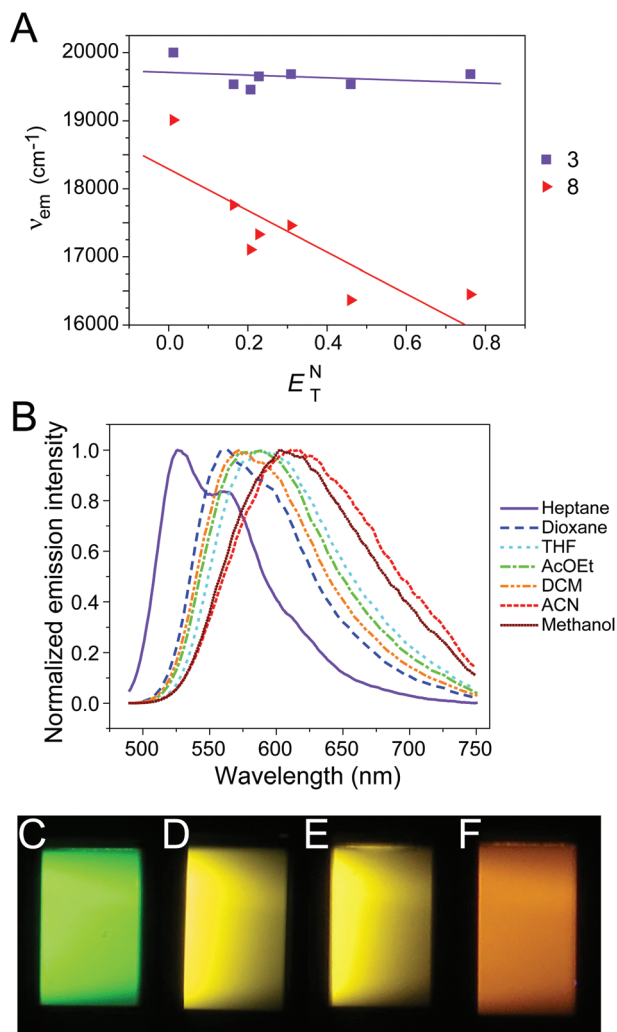 A
20000
19000
18000
17000
16000
ν_em (cm⁻¹)
0.0 0.2 0.4 0.6 0.8
E_T^N
3
8
B
1.0
0.8
0.6
0.4
0.2
0.0
Normalized emission intensity
500 550 600 650 700 750
Wavelength (nm)
Heptane
Dioxane
THF
AcOEt
DCM
ACN
Methanol
C D E F